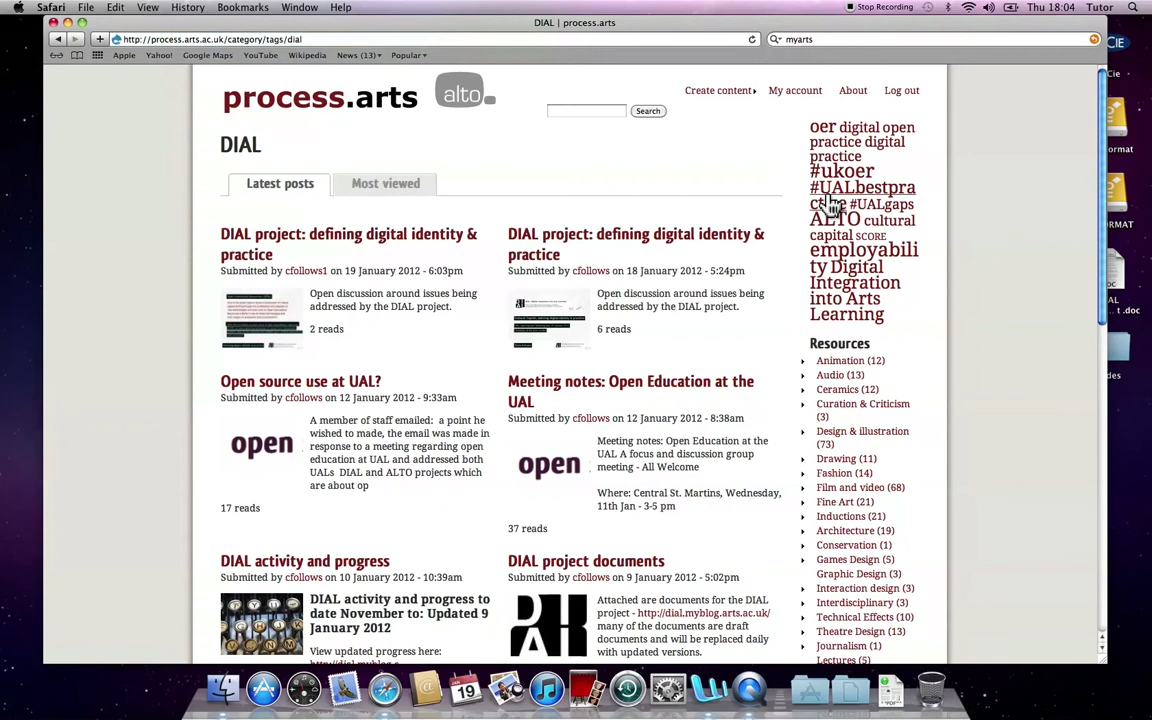 Safari File Edit View History Bookmarks Window Help Stop Recording Thu 18:04 Tutor
DIAL | process.arts
http://process.arts.ac.uk/category/tags/dial
myarts
Apple Yahoo! Google Maps YouTube Wikipedia News (13) Popular
process.arts alto
Create content My account About Log out
Search
DIAL
Latest posts Most viewed
DIAL project: defining digital identity &
practice
Submitted by cfollows1 on 19 January 2012 - 6:03pm
Open discussion around issues being
addressed by the DIAL project.
2 reads
DIAL project: defining digital identity &
practice
Submitted by cfollows on 18 January 2012 - 5:24pm
Open discussion around issues being
addressed by the DIAL project.
6 reads
Open source use at UAL?
Submitted by cfollows on 12 January 2012 - 9:33am
open
A member of staff emailed: a point he
wished to made, the email was made in
response to a meeting regarding open
education at UAL and addressed both
UALs DIAL and ALTO projects which
are about op
17 reads
Meeting notes: Open Education at the
UAL
Submitted by cfollows on 12 January 2012 - 8:38am
open
Meeting notes: Open Education at the
UAL A focus and discussion group
meeting - All Welcome
Where: Central St. Martins, Wednesday,
11th Jan - 3-5 pm
37 reads
DIAL activity and progress
Submitted by cfollows on 10 January 2012 - 10:39am
DIAL activity and progress to
date November to: Updated 9
January 2012
View updated progress here:
DIAL project documents
Submitted by cfollows on 9 January 2012 - 5:02pm
Attached are documents for the DIAL
project - http://dial.myblog.arts.ac.uk/
many of the documents are draft
documents and will be replaced daily
with updated versions.
oer digital open
practice digital
practice
#ukoer
#UALbestpra
#UALgaps
ALTO cultural
capital SCORE
employabili
ty Digital
Integration
into Arts
Learning
Resources
Animation (12)
Audio (13)
Ceramics (12)
Curation & Criticism
(3)
Design & illustration
(73)
Drawing (11)
Fashion (14)
Film and video (68)
Fine Art (21)
Inductions (21)
Architecture (19)
Conservation (1)
Games Design (5)
Graphic Design (3)
Interaction design (3)
Interdisciplinary (3)
Technical Effects (10)
Theatre Design (13)
Journalism (1)
Lectures (5)
JAN
19